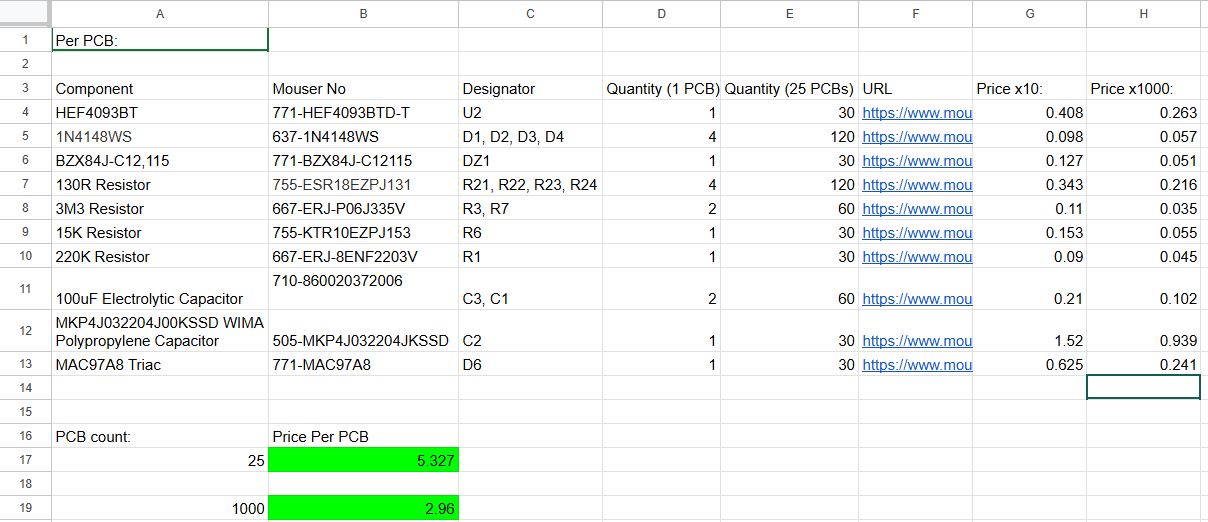 A B C D E F G H
1 Per PCB:
2
3 Component Mouser No Designator Quantity (1 PCB) Quantity (25 PCBs) URL Price x10: Price x1000:
4 HEF4093BT 771-HEF4093BTD-T U2 1 30 https://www.mou 0.408 0.263
5 1N4148WS 637-1N4148WS D1, D2, D3, D4 4 120 https://www.mou 0.098 0.057
6 BZX84J-C12,115 771-BZX84J-C12115 DZ1 1 30 https://www.mou 0.127 0.051
7 130R Resistor 755-ESR18EZPJ131 R21, R22, R23, R24 4 120 https://www.mou 0.343 0.216
8 3M3 Resistor 667-ERJ-P06J335V R3, R7 2 60 https://www.mou 0.11 0.035
9 15K Resistor 755-KTR10EZPJ153 R6 1 30 https://www.mou 0.153 0.055
10 220K Resistor 667-ERJ-8ENF2203V R1 1 30 https://www.mou 0.09 0.045
710-860020372006
11 100uF Electrolytic Capacitor C3, C1 2 60 https://www.mou 0.21 0.102
MKP4J032204J00KSSD WIMA
12 Polypropylene Capacitor 505-MKP4J032204JKSSD C2 1 30 https://www.mou 1.52 0.939
13 MAC97A8 Triac 771-MAC97A8 D6 1 30 https://www.mou 0.625 0.241
14
15
16 PCB count: Price Per PCB
17 25 5.327
18
19 1000 2.96